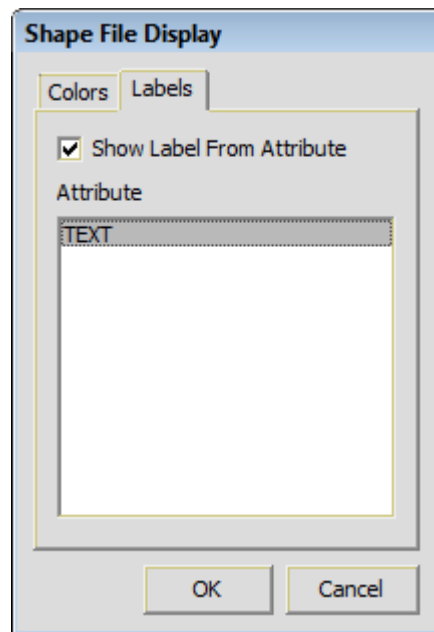 Shape File Display
Colors Labels
Show Label From Attribute
Attribute
TEXT
OK Cancel